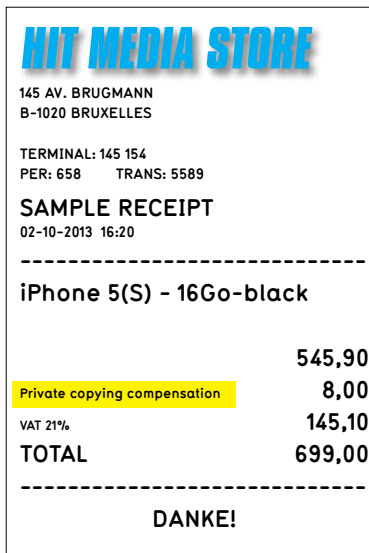 HIT MEDIA STORE
145 AV. BRUGMANN
B-1020 BRUXELLES
TERMINAL: 145 154
PER: 658 TRANS: 5589
SAMPLE RECEIPT
02-10-2013 16:20
------------------------------
iPhone 5(S) - 16Go-black
545,90
Private copying compensation 8,00
VAT 21% 145,10
TOTAL 699,00
------------------------------
DANKE!